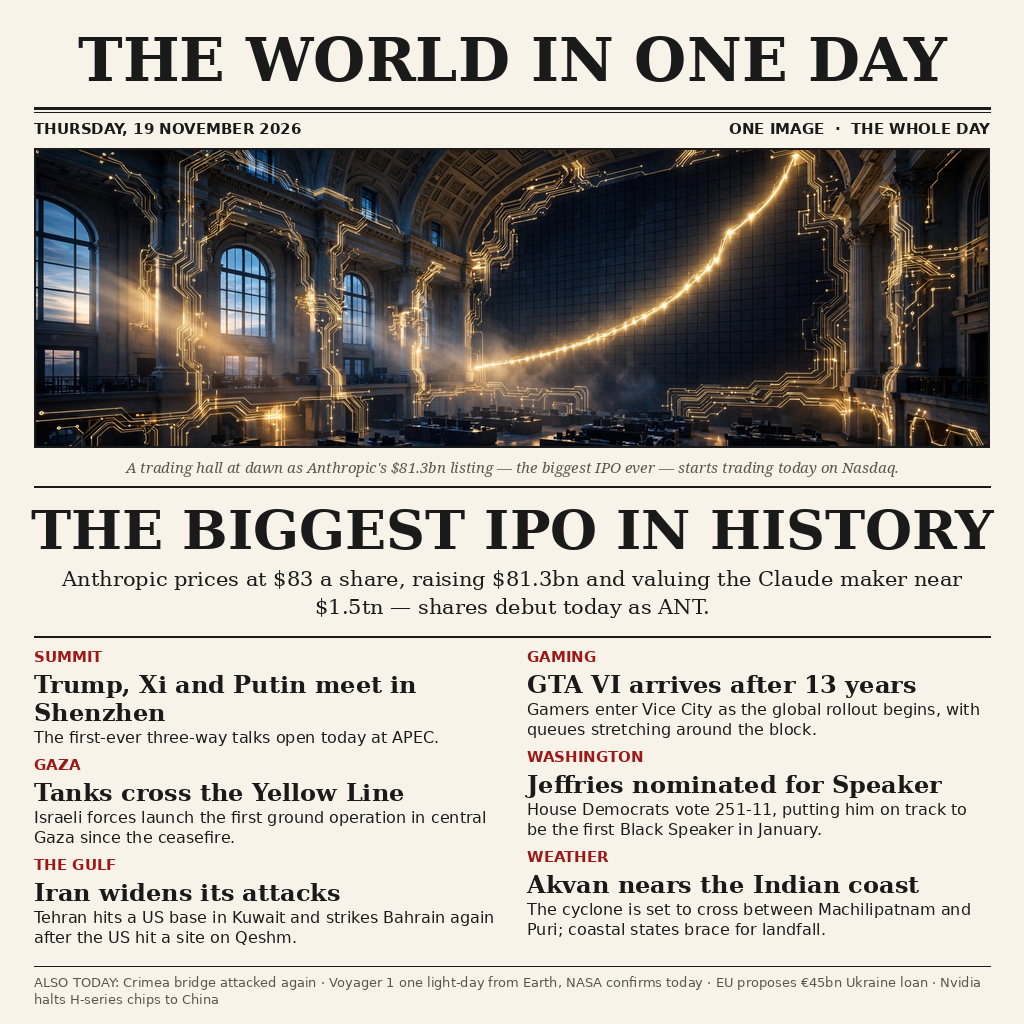 THE WORLD IN ONE DAY
THURSDAY, 19 NOVEMBER 2026
ONE IMAGE · THE WHOLE DAY
A trading hall at dawn as Anthropic's $81.3bn listing — the biggest IPO ever — starts trading today on Nasdaq.
THE BIGGEST IPO IN HISTORY
Anthropic prices at $83 a share, raising $81.3bn and valuing the Claude maker near
$1.5tn — shares debut today as ANT.
SUMMIT
Trump, Xi and Putin meet in
Shenzhen
The first-ever three-way talks open today at APEC.
GAZA
Tanks cross the Yellow Line
Israeli forces launch the first ground operation in central
Gaza since the ceasefire.
THE GULF
Iran widens its attacks
Tehran hits a US base in Kuwait and strikes Bahrain again
after the US hit a site on Qeshm.
GAMING
GTA VI arrives after 13 years
Gamers enter Vice City as the global rollout begins, with
queues stretching around the block.
WASHINGTON
Jeffries nominated for Speaker
House Democrats vote 251-11, putting him on track to
be the first Black Speaker in January.
WEATHER
Akvan nears the Indian coast
The cyclone is set to cross between Machilipatnam and
Puri; coastal states brace for landfall.
ALSO TODAY: Crimea bridge attacked again · Voyager 1 one light-day from Earth, NASA confirms today · EU proposes €45bn Ukraine loan · Nvidia
halts H-series chips to China